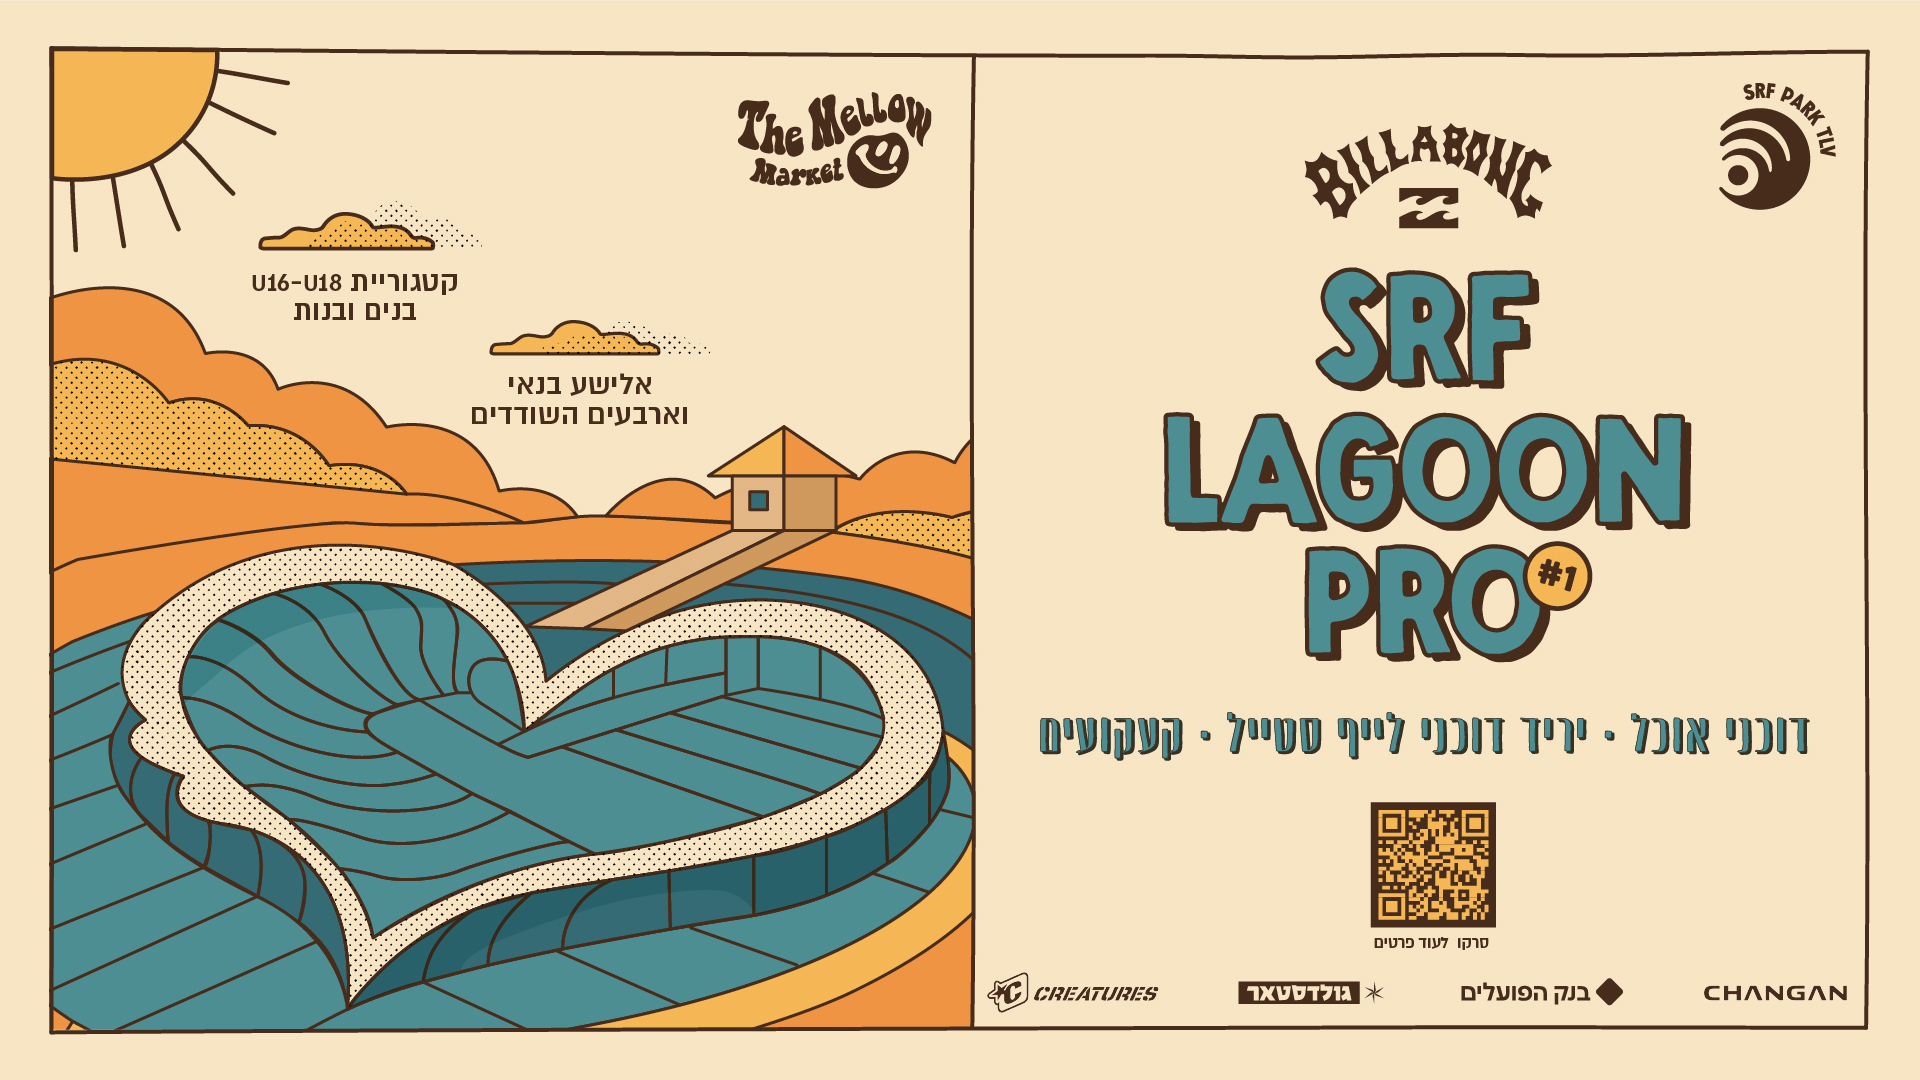 The Mellow
Market
קטגוריית U16-U18
בנים ובנות
אלישע בנאי
וארבעים השודדים
SRF PARK TLV
BILLABONG
SRF
LAGOON
PRO #1
דוכני אוכל · יריד דוכני לייף סטייל · קעקועים
סרקו לעוד פרטים
CREATURES
גולדסטאר
בנק הפועלים
CHANGAN